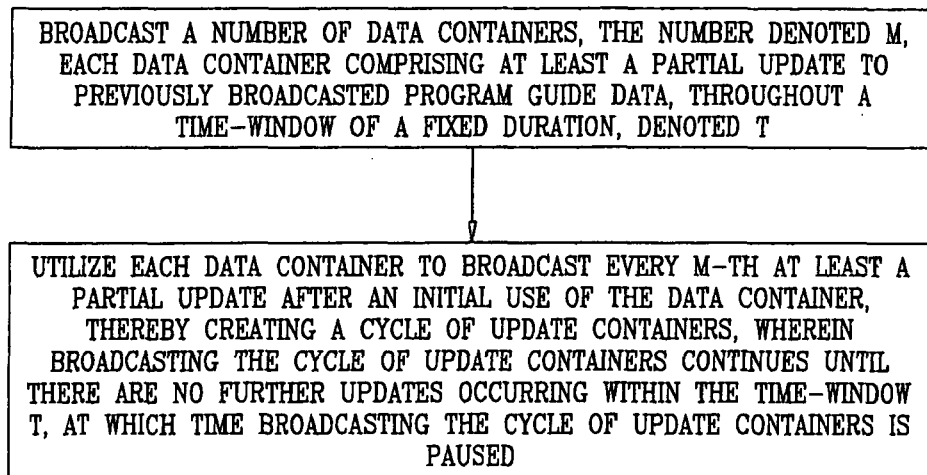 BROADCAST A NUMBER OF DATA CONTAINERS, THE NUMBER DENOTED M,
EACH DATA CONTAINER COMPRISING AT LEAST A PARTIAL UPDATE TO
PREVIOUSLY BROADCASTED PROGRAM GUIDE DATA, THROUGHOUT A
TIME-WINDOW OF A FIXED DURATION, DENOTED T
UTILIZE EACH DATA CONTAINER TO BROADCAST EVERY M-TH AT LEAST A
PARTIAL UPDATE AFTER AN INITIAL USE OF THE DATA CONTAINER,
THEREBY CREATING A CYCLE OF UPDATE CONTAINERS, WHEREIN
BROADCASTING THE CYCLE OF UPDATE CONTAINERS CONTINUES UNTIL
THERE ARE NO FURTHER UPDATES OCCURRING WITHIN THE TIME-WINDOW
T, AT WHICH TIME BROADCASTING THE CYCLE OF UPDATE CONTAINERS IS
PAUSED